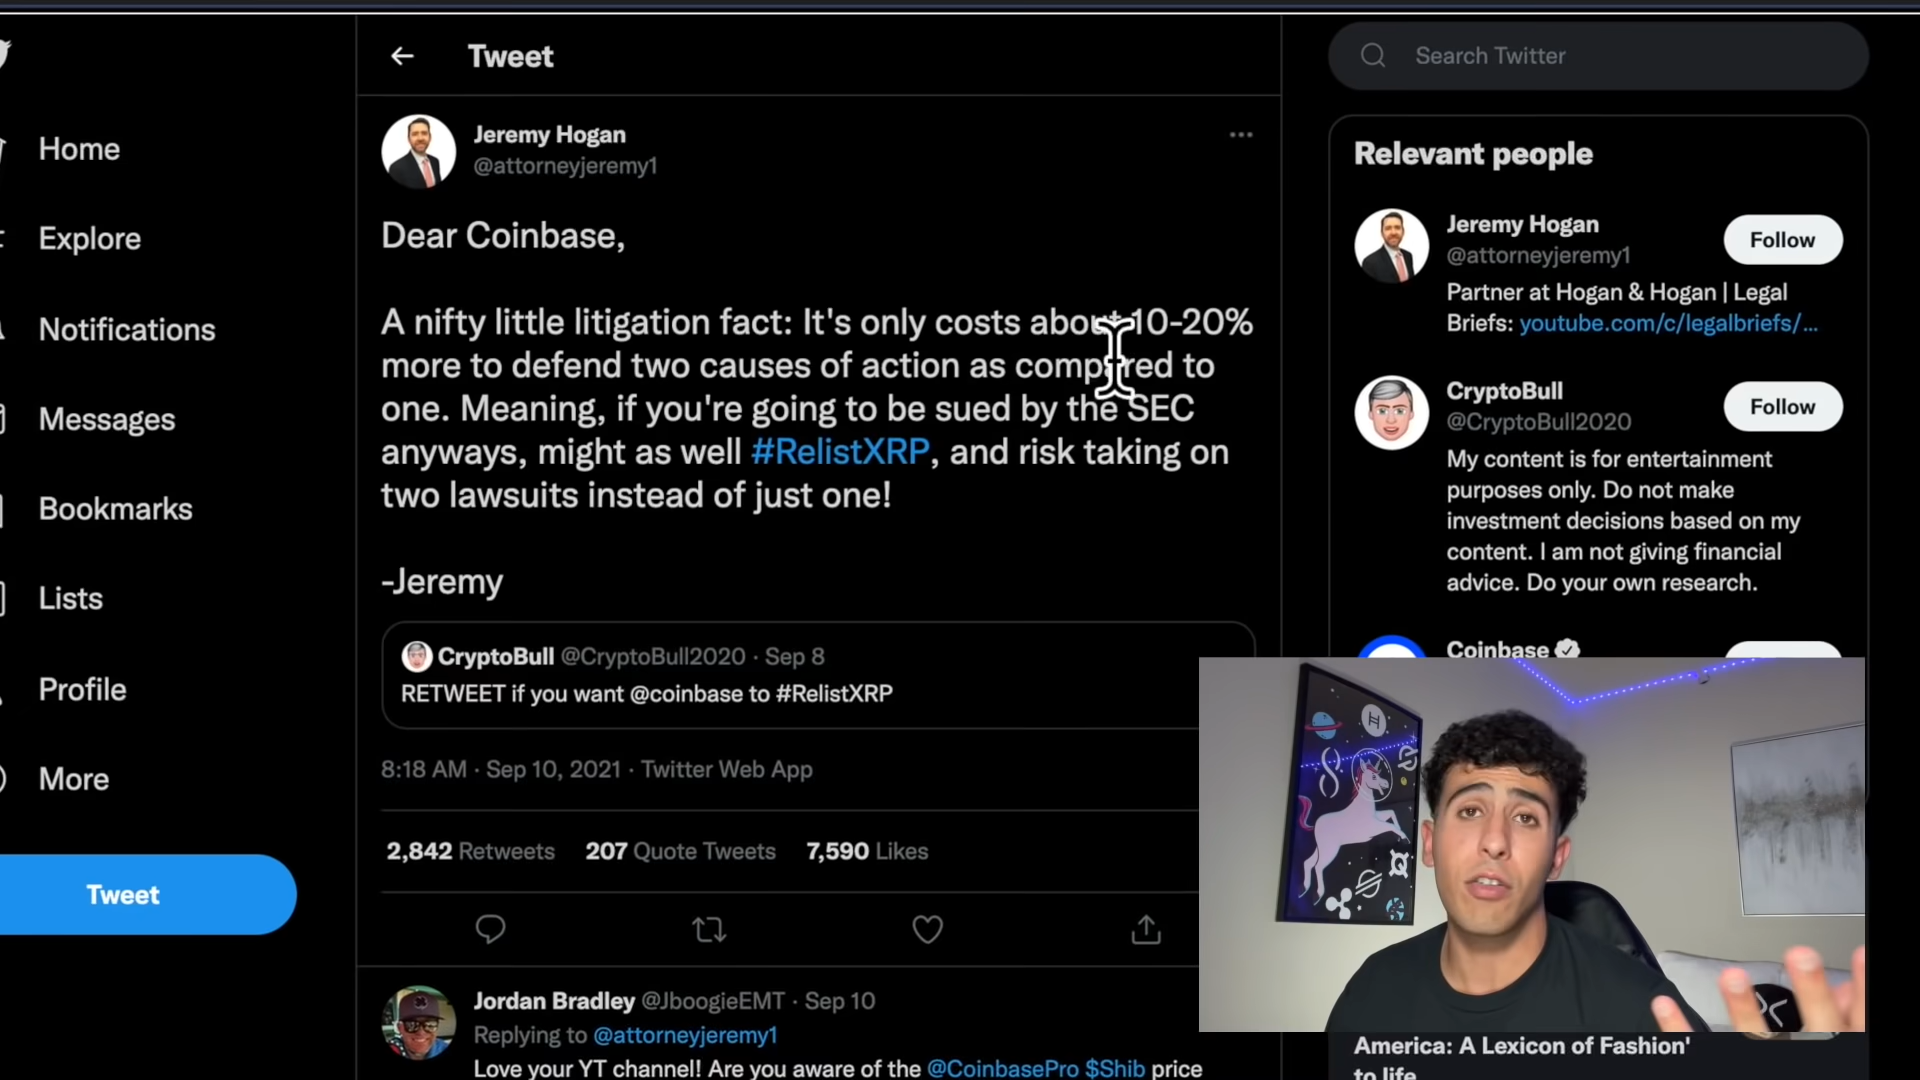 Tweet
Search Twitter
Home
Explore
Notifications
Messages
Bookmarks
Lists
Profile
More
Tweet
Jeremy Hogan
@attorneyjeremy1
Dear Coinbase,
A nifty little litigation fact: It's only costs about 10-20%
more to defend two causes of action as compared to
one. Meaning, if you're going to be sued by the SEC
anyways, might as well #RelistXRP, and risk taking on
two lawsuits instead of just one!
-Jeremy
CryptoBull @CryptoBull2020 · Sep 8
RETWEET if you want @coinbase to #RelistXRP
8:18 AM · Sep 10, 2021 · Twitter Web App
2,842 Retweets 207 Quote Tweets 7,590 Likes
Jordan Bradley @JboogieEMT · Sep 10
Replying to @attorneyjeremy1
Love your YT channel! Are you aware of the @CoinbasePro $Shib price
Relevant people
Jeremy Hogan
@attorneyjeremy1
Follow
Partner at Hogan & Hogan | Legal
Briefs: youtube.com/c/legalbriefs/...
CryptoBull
@CryptoBull2020
Follow
My content is for entertainment
purposes only. Do not make
investment decisions based on my
content. I am not giving financial
advice. Do your own research.
Coinbase
America: A Lexicon of Fashion'
to life